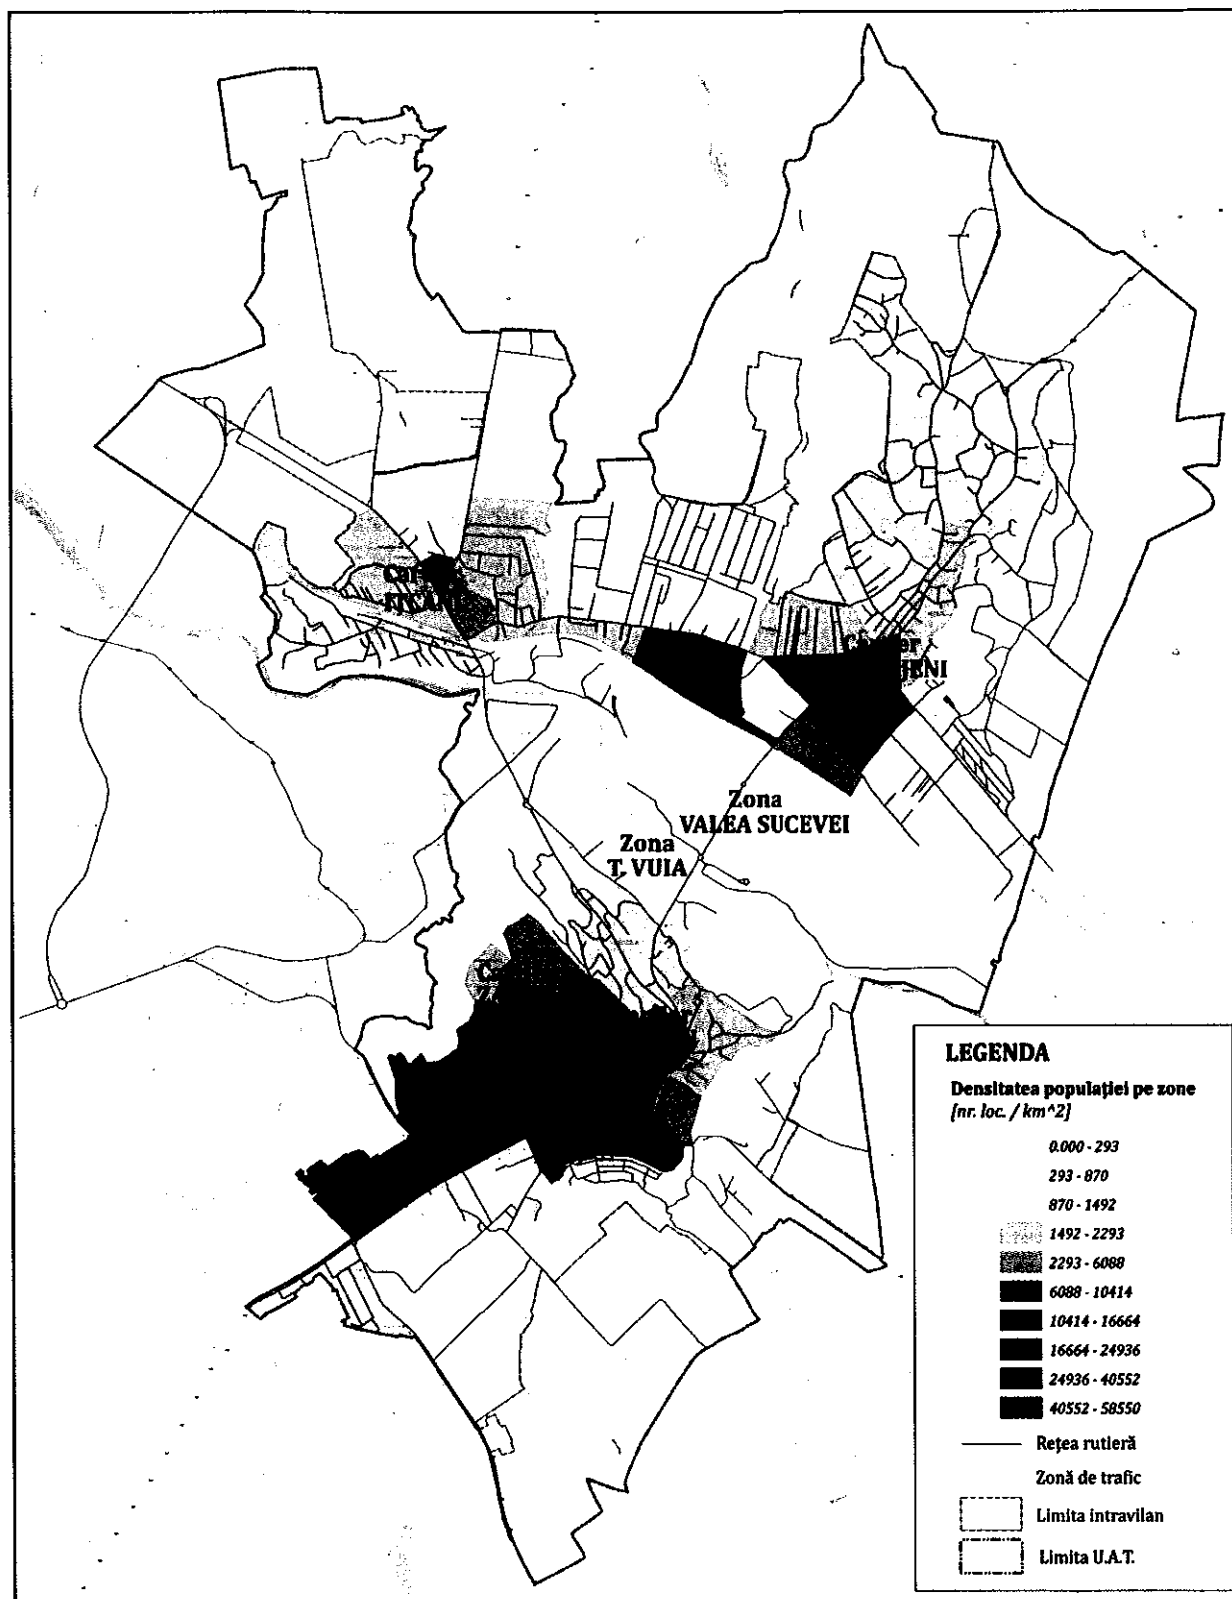 ITCANI
Zona
VALEA SUCEVEI
Zona
T. VUIA
LEGENDA
Densitatea populației pe zone
[nr. loc. / km^2]
0.000 - 293
293 - 870
870 - 1492
1492 - 2293
2293 - 6088
6088 - 10414
10414 - 16664
16664 - 24936
24936 - 40552
40552 - 58550
Rețea rutieră
Zonă de trafic
Limita intravilan
Limita U.A.T.